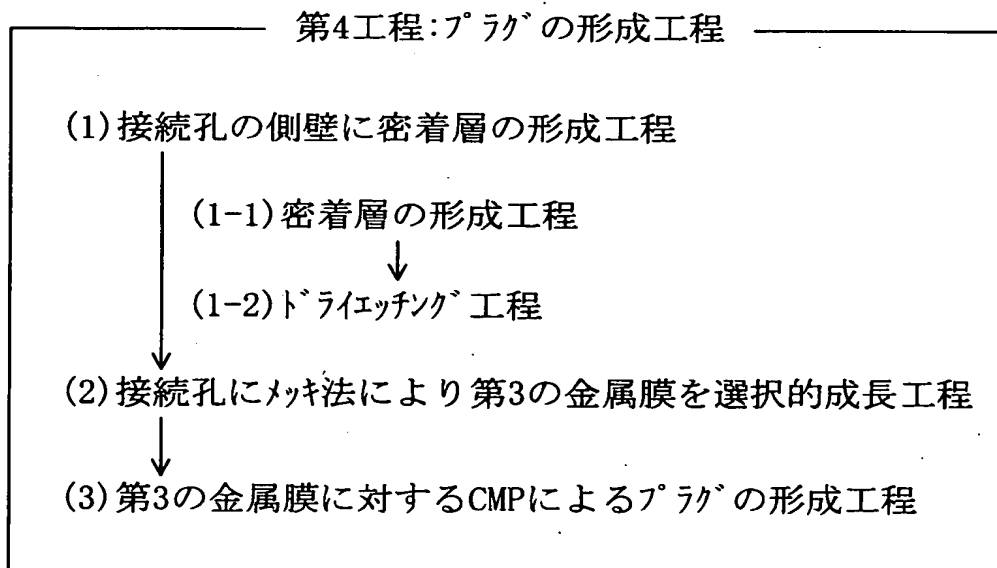 第4工程:ﾌﾟﾗｸﾞの形成工程
(1)接続孔の側壁に密着層の形成工程
(1-1)密着層の形成工程
(1-2)ﾄﾞﾗｲｴｯﾁﾝｸﾞ工程
(2)接続孔にﾒｯｷ法により第3の金属膜を選択的成長工程
(3)第3の金属膜に対するCMPによるﾌﾟﾗｸﾞの形成工程